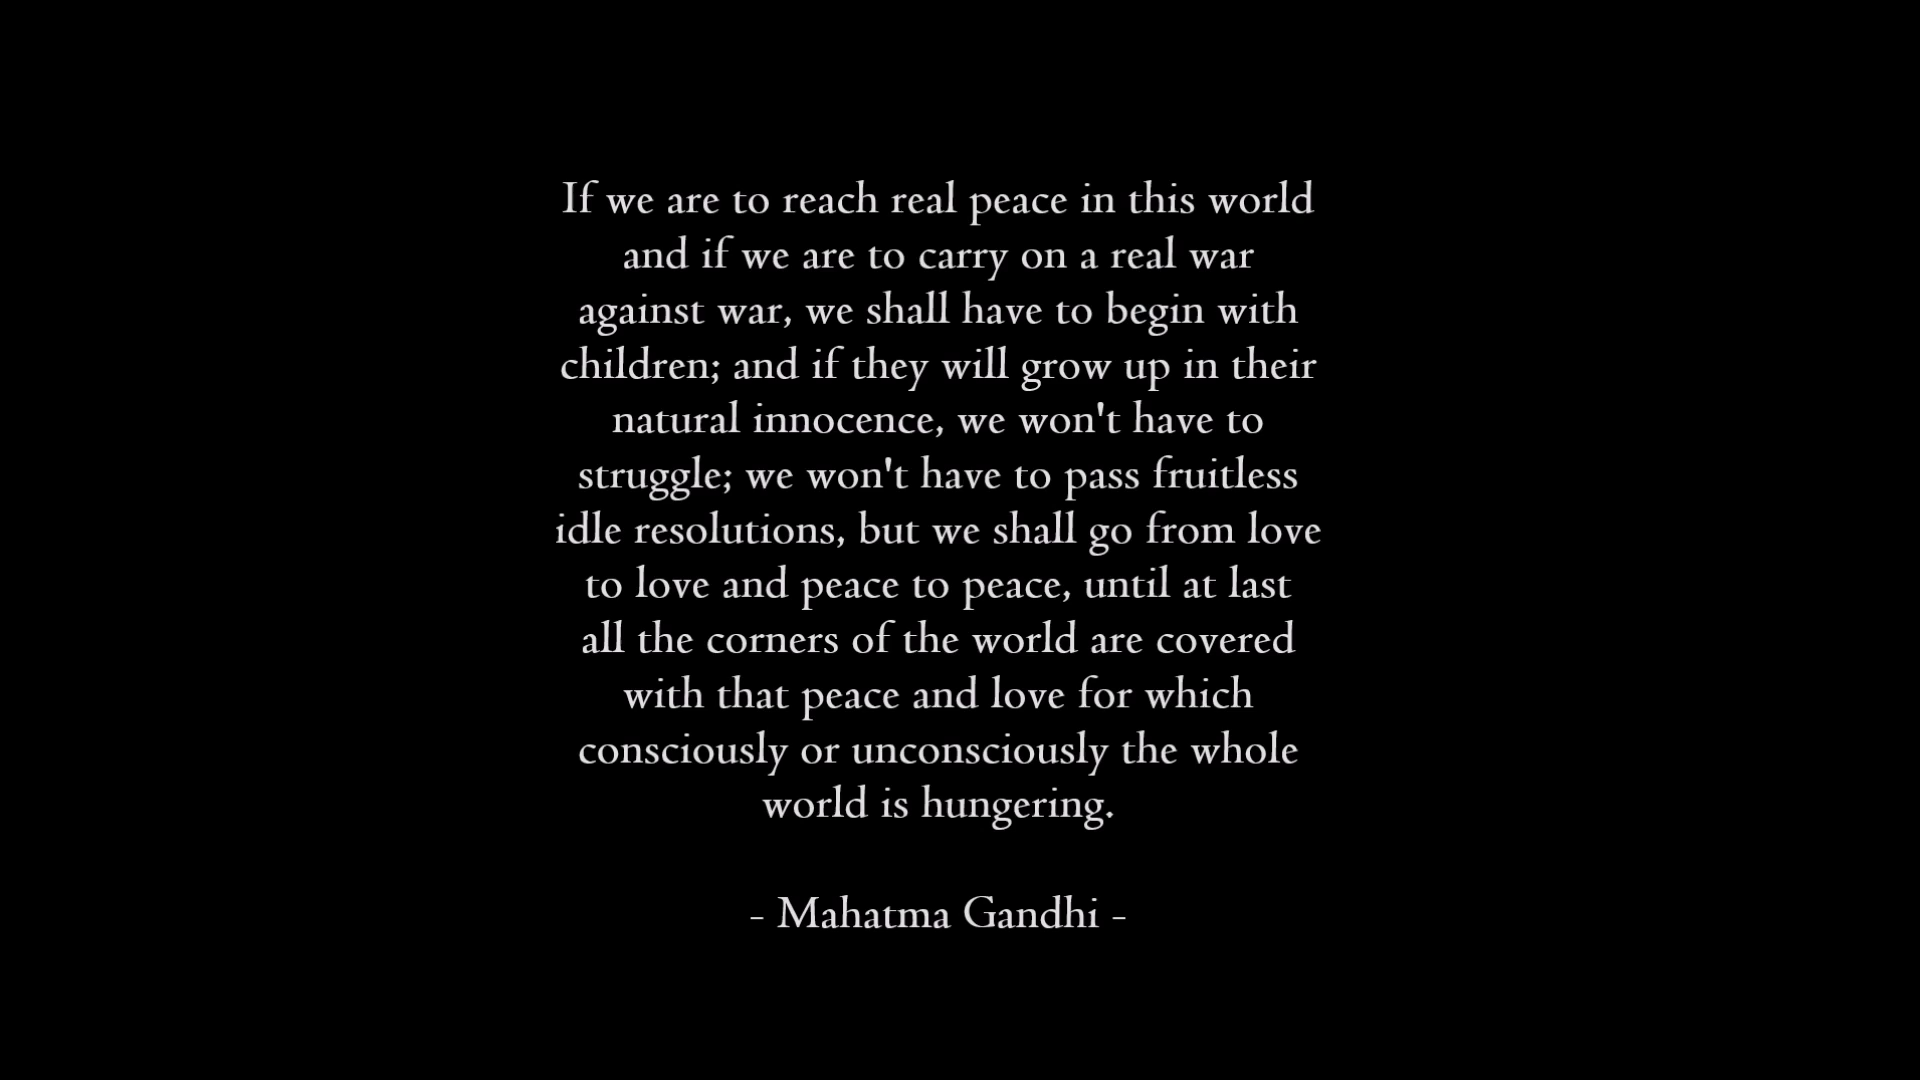 If we are to reach real peace in this world
and if we are to carry on a real war
against war, we shall have to begin with
children; and if they will grow up in their
natural innocence, we won't have to
struggle; we won't have to pass fruitless
idle resolutions, but we shall go from love
to love and peace to peace, until at last
all the corners of the world are covered
with that peace and love for which
consciously or unconsciously the whole
world is hungering.
- Mahatma Gandhi -